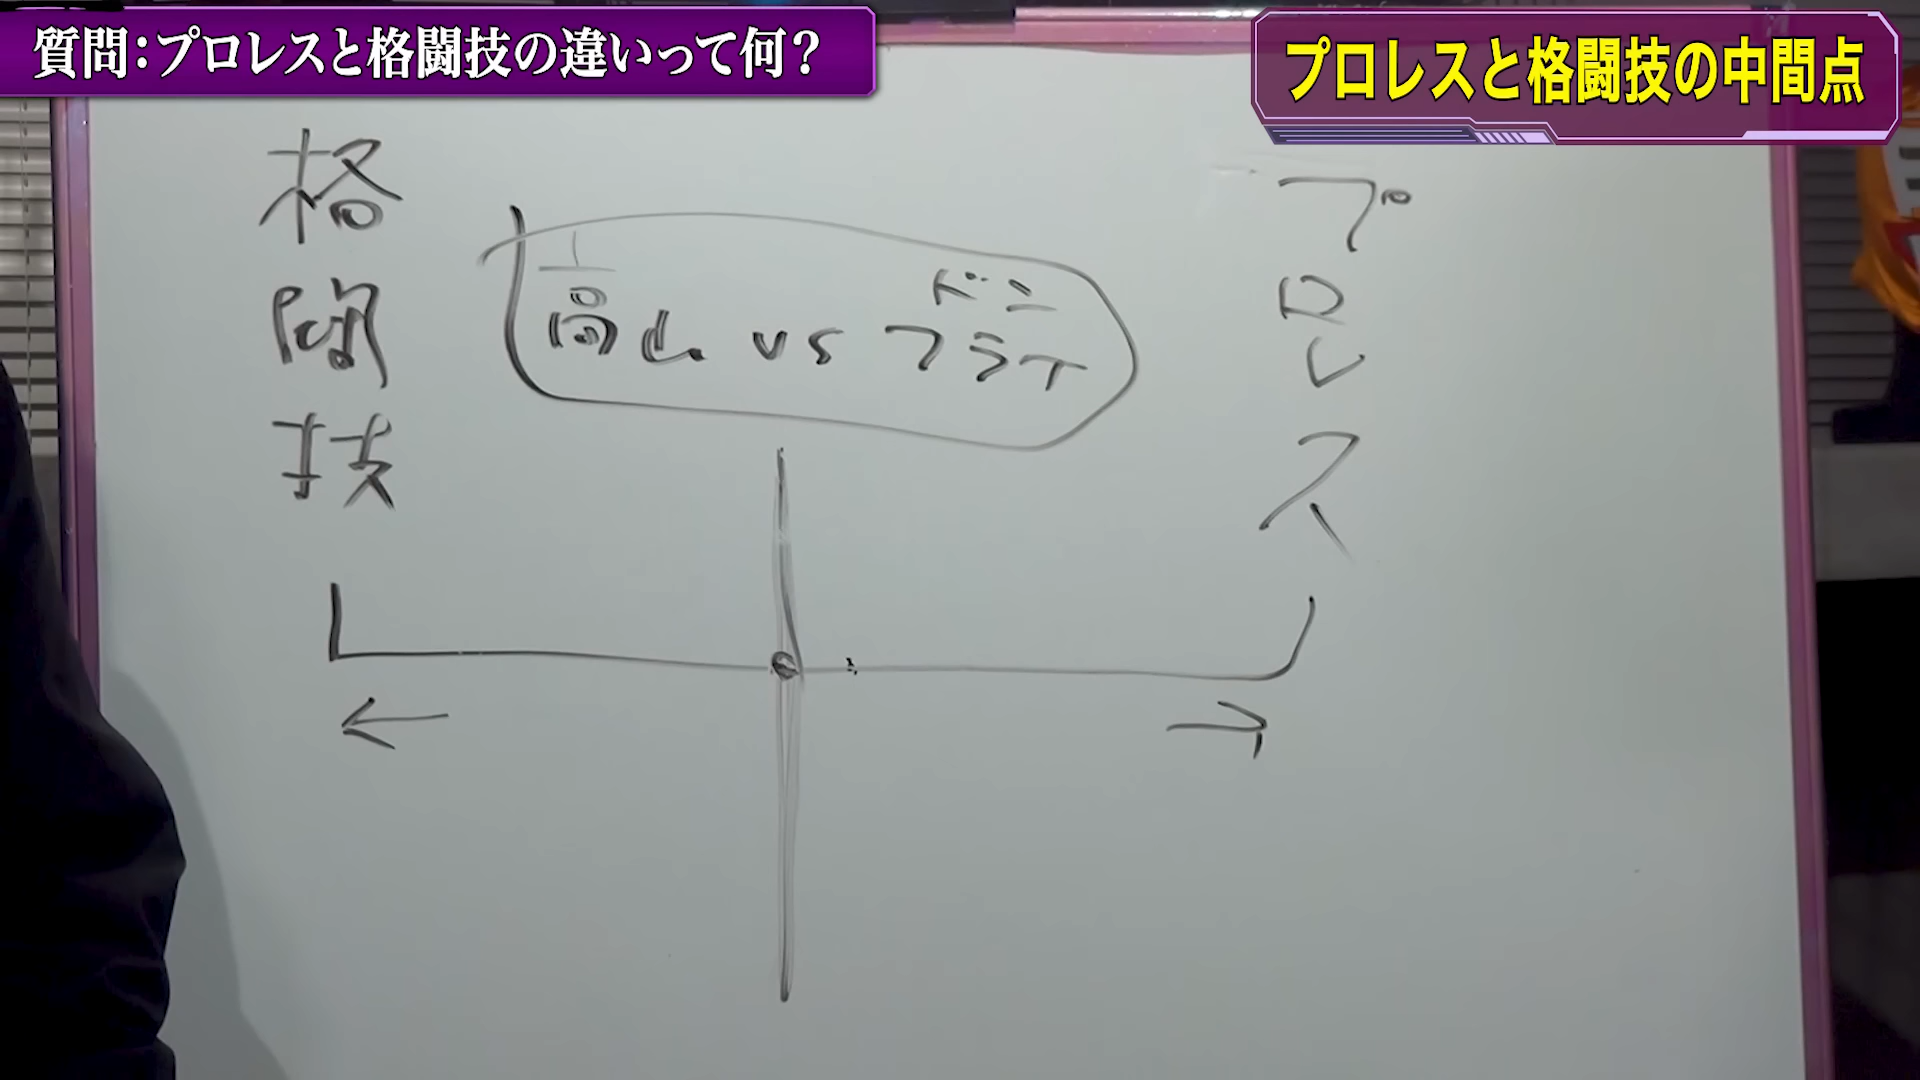 質問：プロレスと格闘技の違いって何？
プロレスと格闘技の中間点
格闘技
高山 vs ドン フライ
プロレス